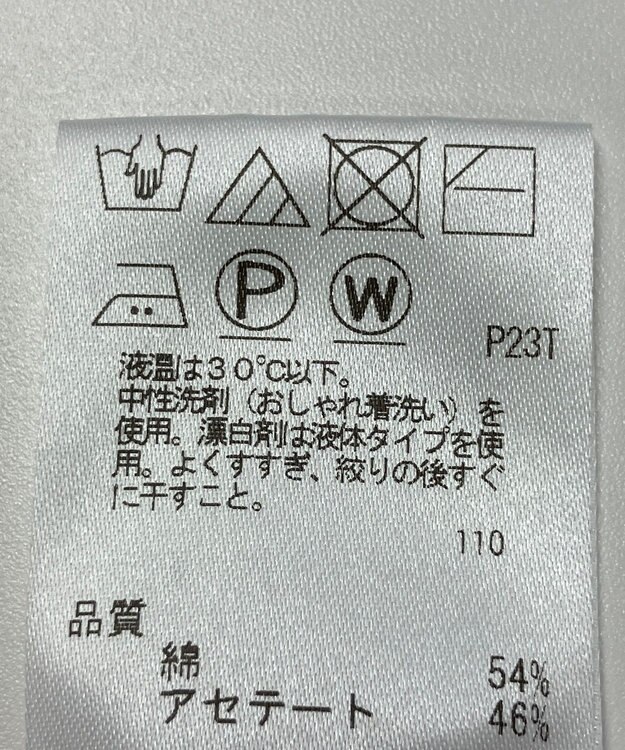 P
W
P23T
液温は30℃以下。
中性洗剤(おしゃれ着洗い)を
使用。漂白剤は液体タイプを使
用。よくすすぎ、絞りの後すぐ
に干すこと。
110
品質
綿 54%
アセテート 46%